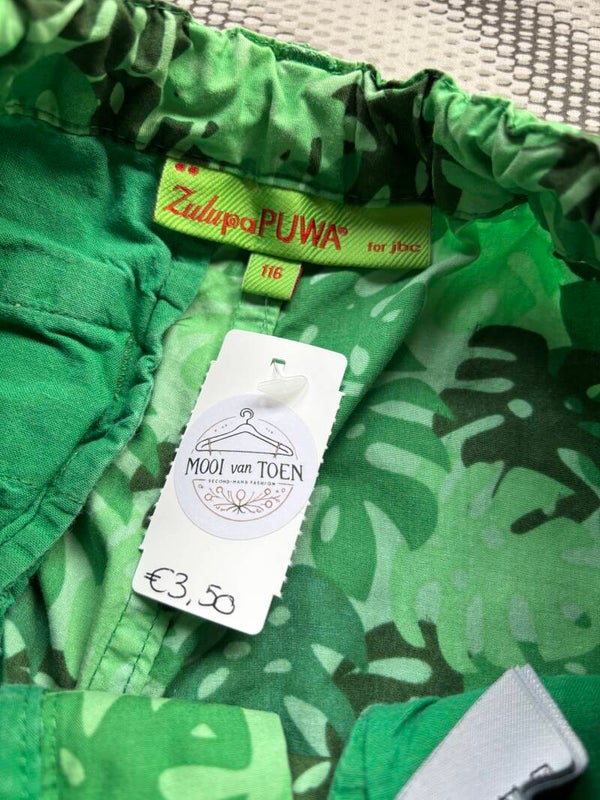 ZulupaPUWA®
for jbc
116
MOOI van TOEN
SECOND-HAND FASHION
€3,50